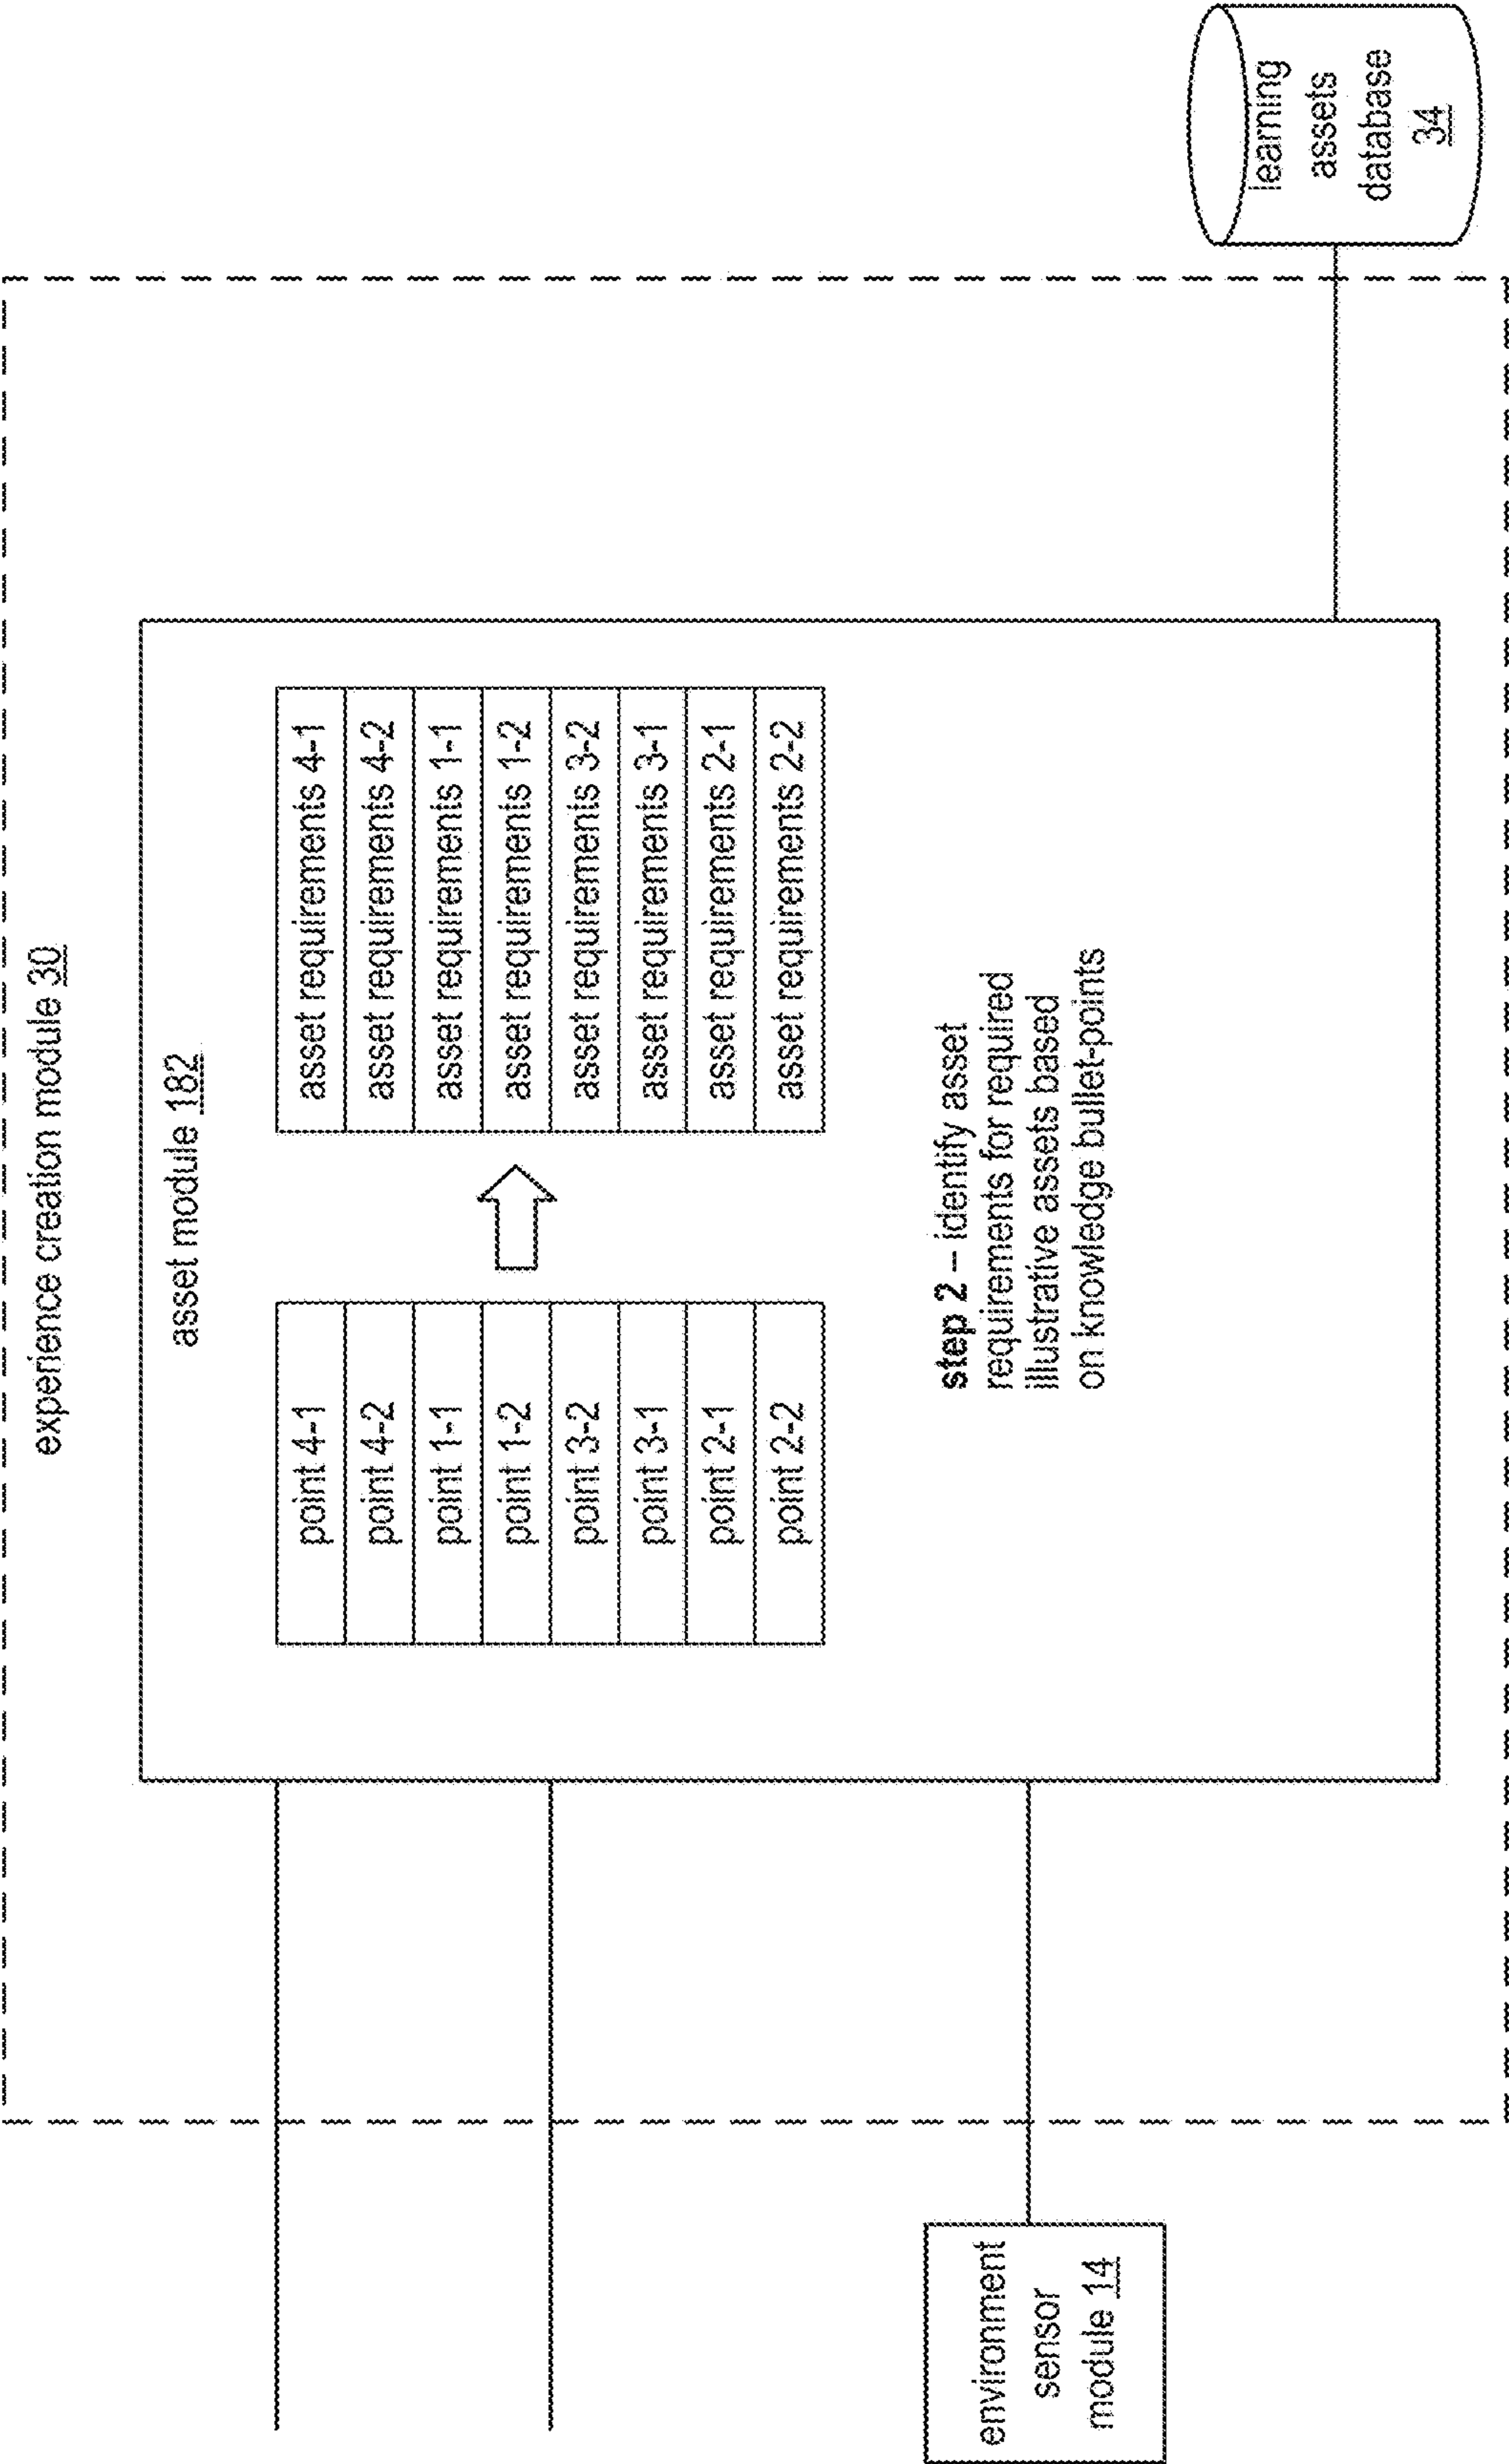 experience creation module 30
asset module 182
point 4-1
point 4-2
point 1-1
point 1-2
point 3-2
point 3-1
point 2-1
point 2-2
asset requirements 4-1
asset requirements 4-2
asset requirements 1-1
asset requirements 1-2
asset requirements 3-2
asset requirements 3-1
asset requirements 2-1
asset requirements 2-2
step 2 – identify asset
requirements for required
illustrative assets based
on knowledge bullet-points
environment
sensor
module 14
learning
assets
database
34